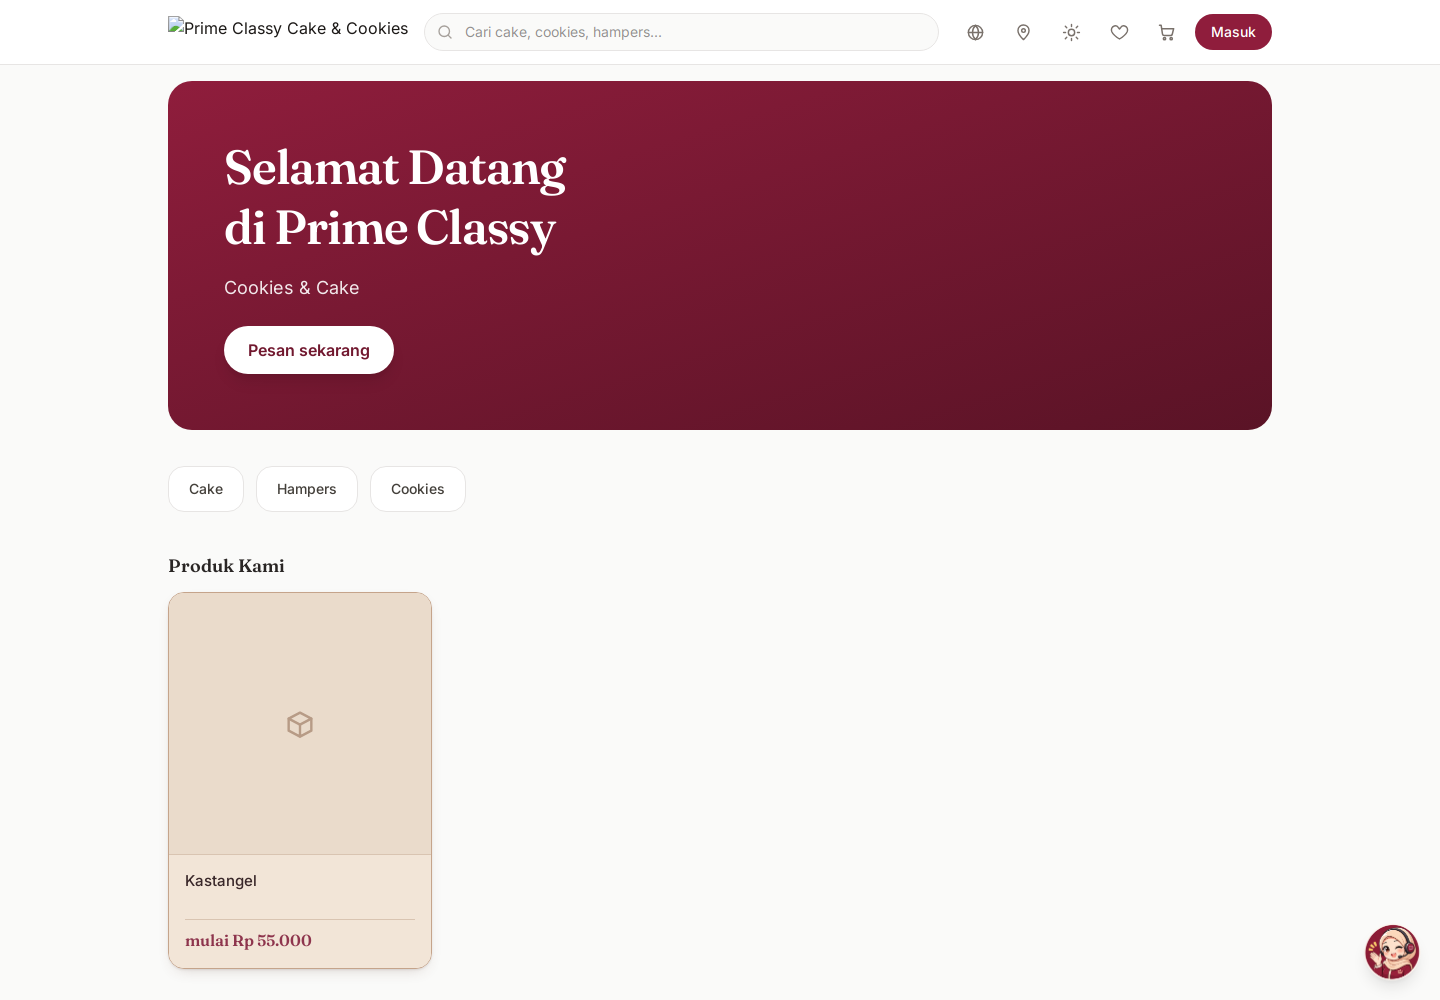 Prime Classy Cake & Cookies
Cari cake, cookies, hampers...
Masuk
Selamat Datang
di Prime Classy
Cookies & Cake
Pesan sekarang
Cake
Hampers
Cookies
Produk Kami
Kastangel
mulai Rp 55.000